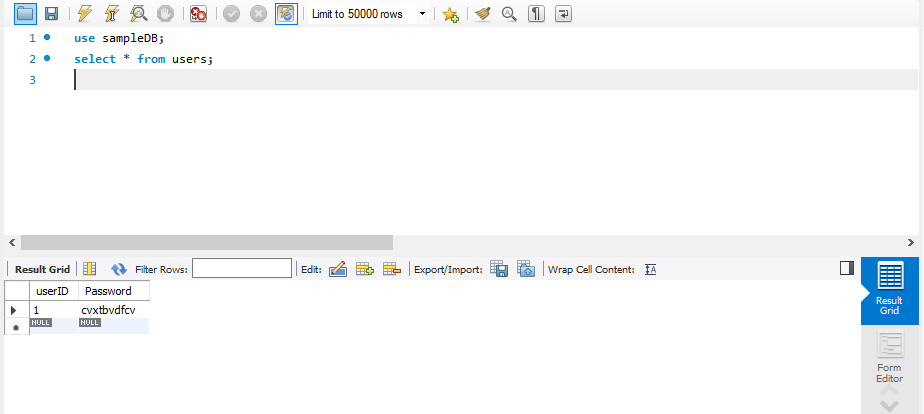 Limit to 50000 rows
1 use sampleDB;
2 select * from users;
3
Result Grid Filter Rows: Edit: Export/Import: Wrap Cell Content: IA
userID Password
1 cvxtbvdfcv
NULL NULL
Result
Grid
Form
Editor